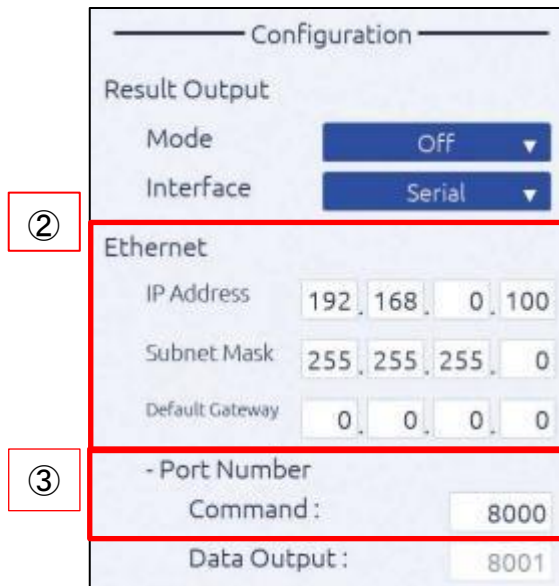 Configuration
Result Output
Mode Off ▼
Interface Serial ▼
②
Ethernet
IP Address 192 . 168 . 0 . 100
Subnet Mask 255 . 255 . 255 . 0
Default Gateway 0 . 0 . 0 . 0
③
- Port Number
Command : 8000
Data Output : 8001